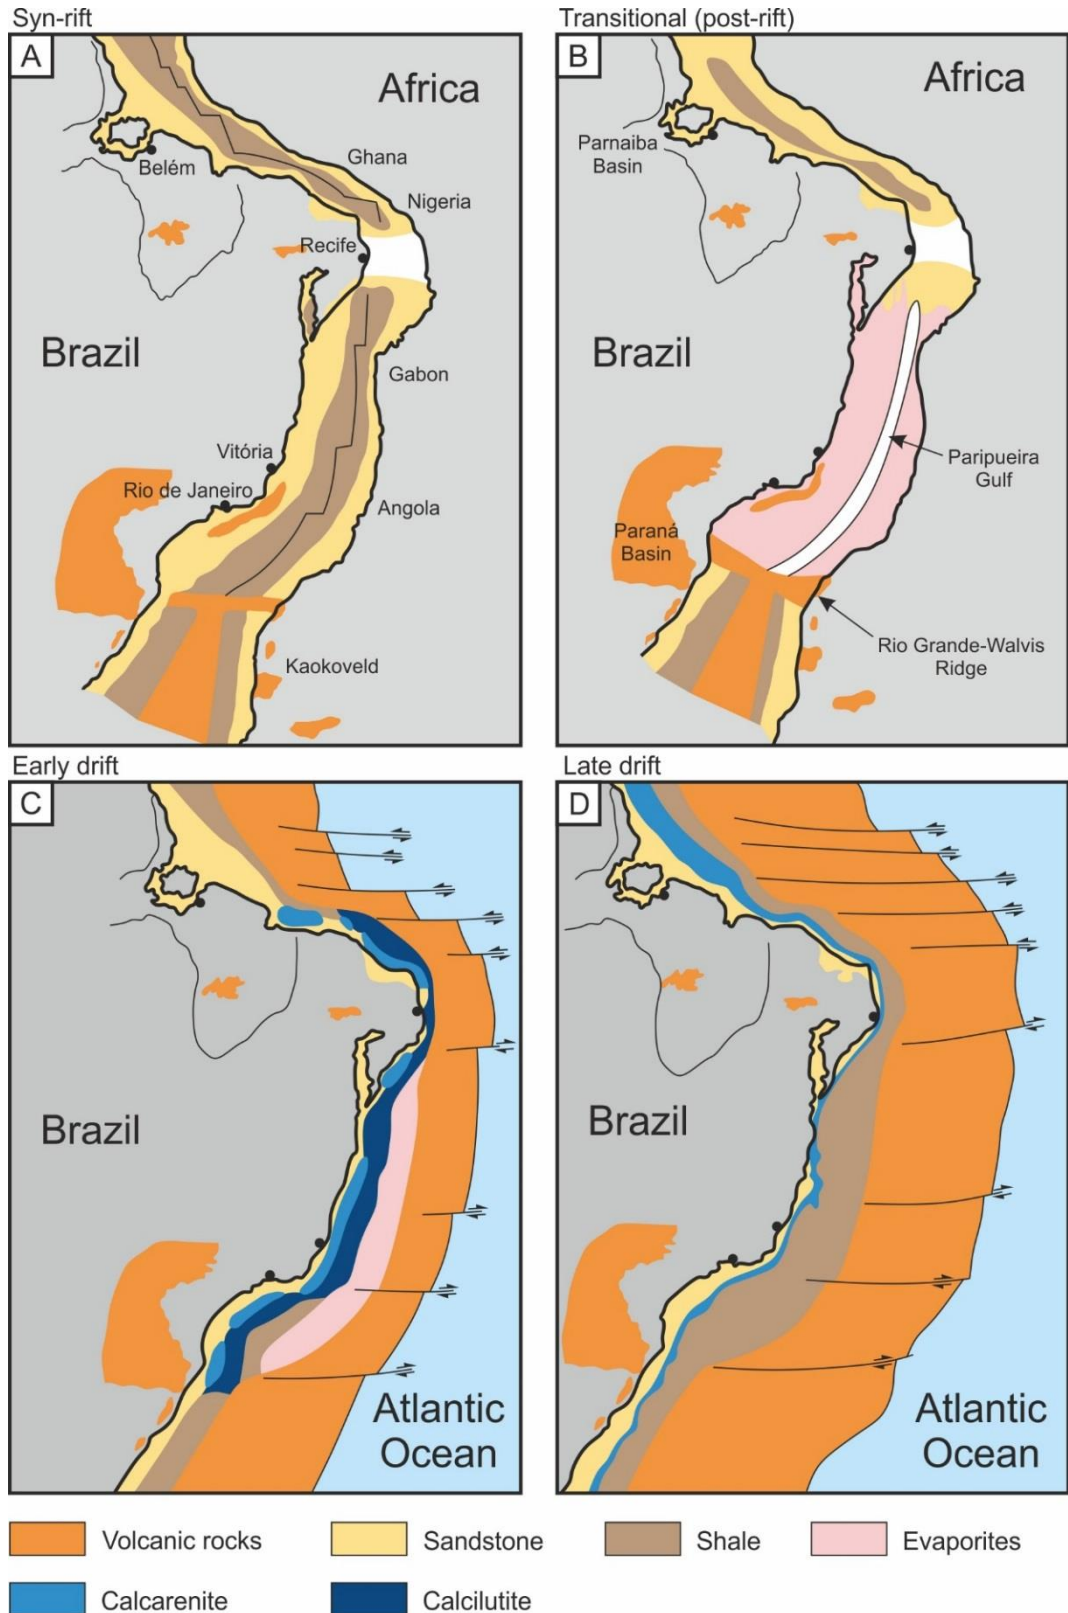 Syn-rift
A
Africa
Ghana
Belém
Nigeria
Recife
Brazil
Gabon
Vitória
Rio de Janeiro
Angola
Kaokoveld
Transitional (post-rift)
B
Africa
Parnaiba
Basin
Brazil
Paripueira
Gulf
Paraná
Basin
Rio Grande-Walvis
Ridge
Early drift
C
Brazil
Atlantic
Ocean
Late drift
D
Brazil
Atlantic
Ocean
Volcanic rocks
Sandstone
Shale
Evaporites
Calcarenite
Calcilutite